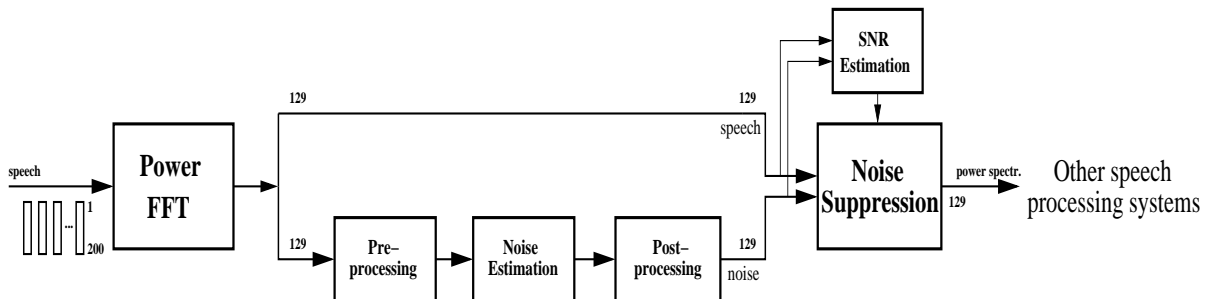 SNR
Estimation
129
129
speech
speech
Power
FFT
Noise
Suppression
power spectr.
129
Other speech
processing systems
1
...
200
129
Pre-
processing
Noise
Estimation
Post-
processing
129
noise